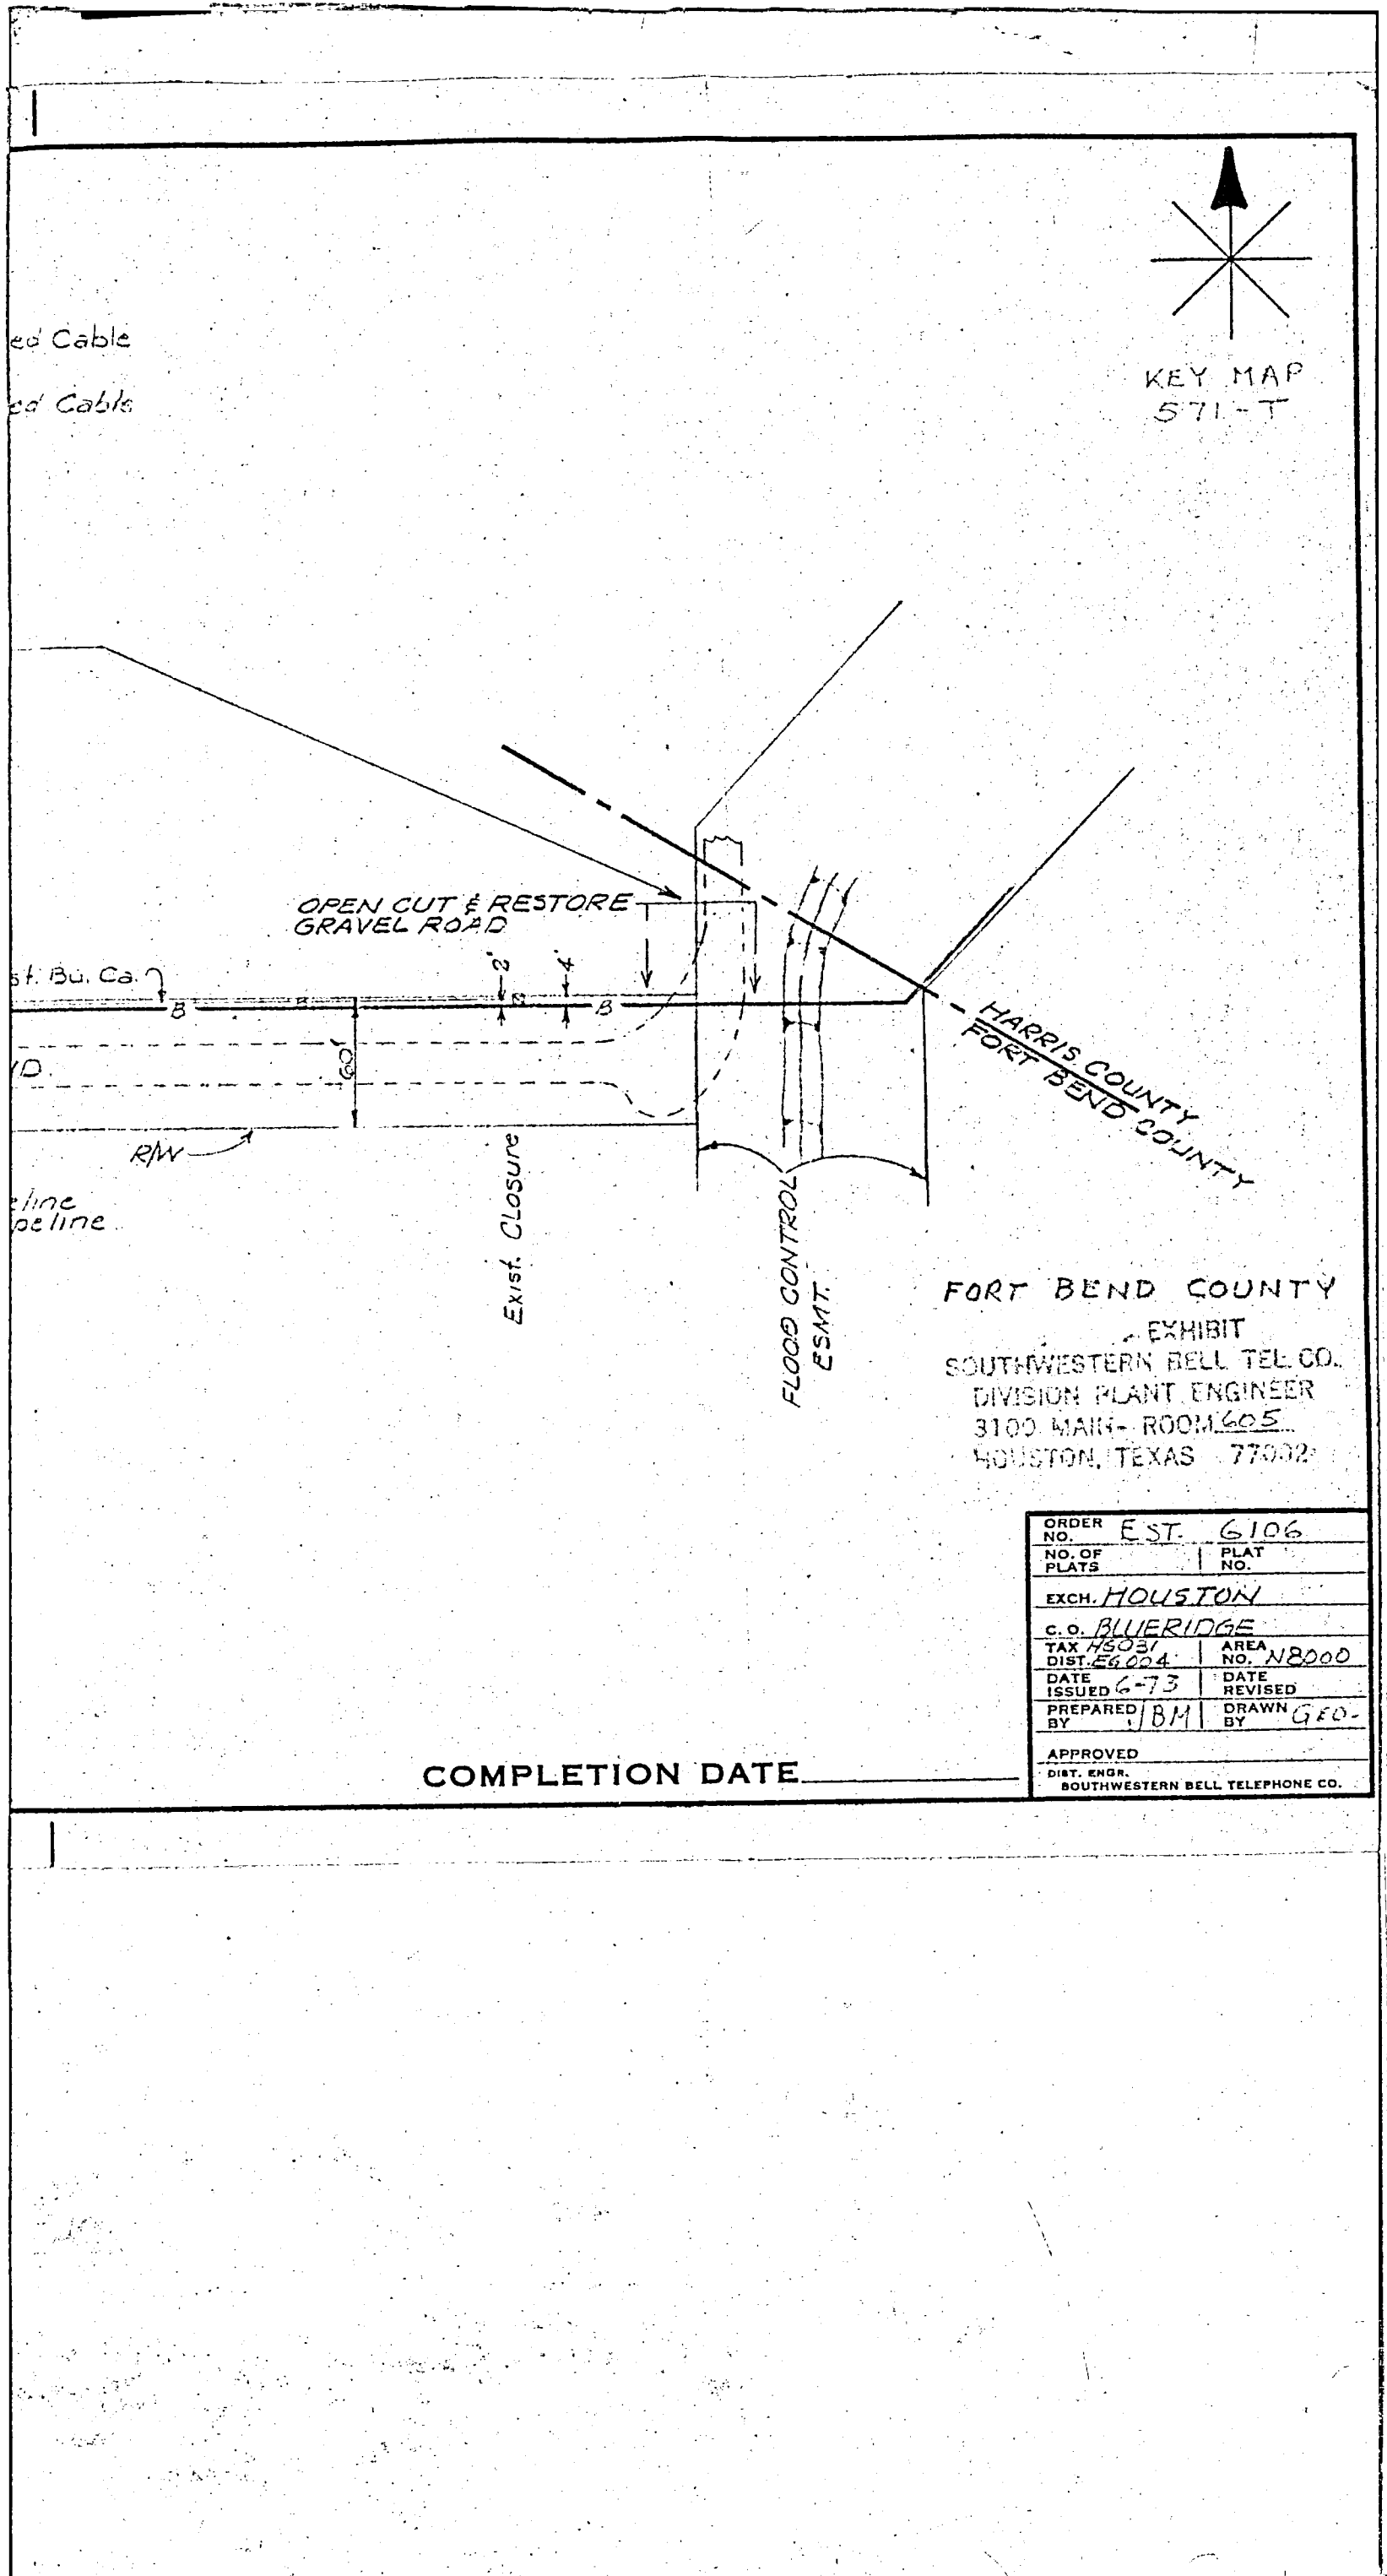 ed Cable
ed Cable
KEY MAP
571-T
OPEN CUT & RESTORE
GRAVEL ROAD
st. Bu. Ca.
2'
4'
B
B
B
B
60'
D.
R/W
eline
peline
Exist. Closure
FLOOD CONTROL
ESMT.
HARRIS COUNTY
FORT BEND COUNTY
FORT BEND COUNTY
EXHIBIT
SOUTHWESTERN BELL TEL. CO.
DIVISION PLANT ENGINEER
3100 MAIN - ROOM 605
HOUSTON, TEXAS 77002
ORDER NO. EST. 6106
NO. OF PLATS PLAT NO.
EXCH. HOUSTON
C.O. BLUERIDGE
TAX DIST. HS031 EG004 AREA NO. N8000
DATE ISSUED 6-73 DATE REVISED
PREPARED BY JBM DRAWN BY GEO-
APPROVED
DIST. ENGR.
SOUTHWESTERN BELL TELEPHONE CO.
COMPLETION DATE